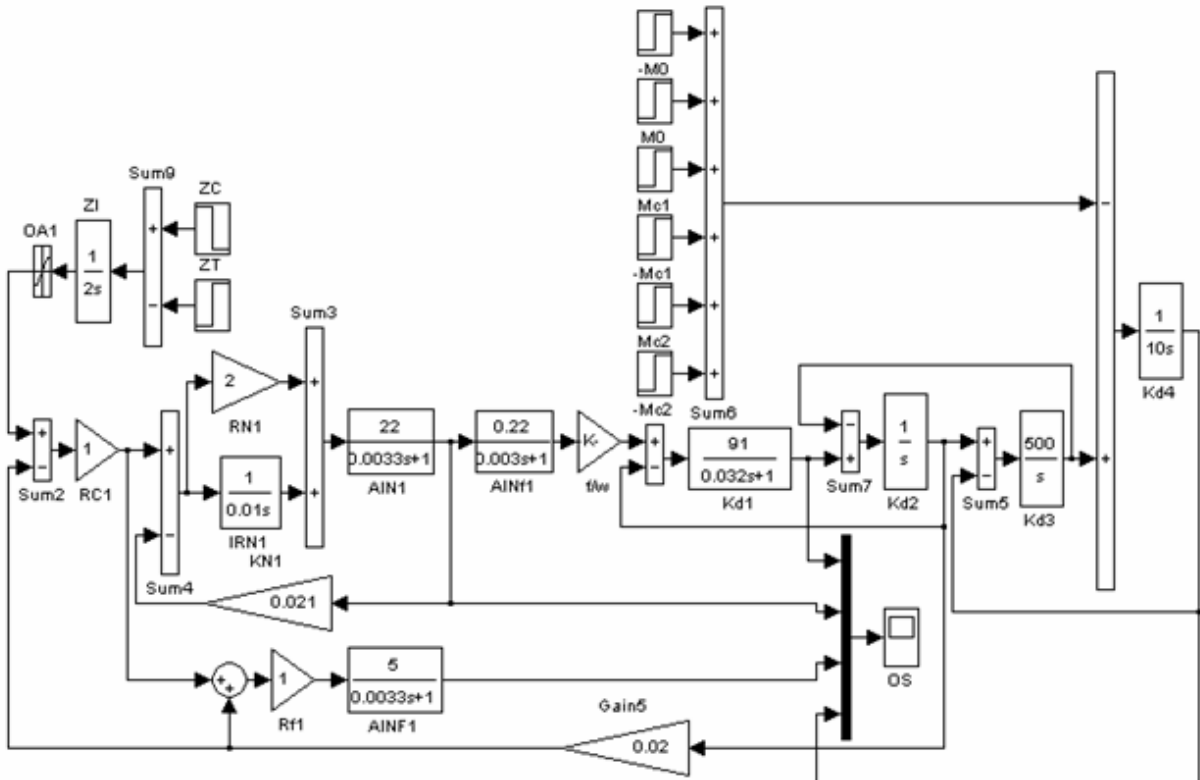 +
-M0
+
M0
+
Mc1
+
-Mc1
+
Mc2
+
-Mc2
Sum6
Sum9
ZC
+
ZT
−
ZI
1
2s
OA1
Sum3
+
+
−
+
1
10s
Kd4
2
RN1
+
−
Sum2
1
RC1
+
−
Sum4
1
0.01s
IRN1
KN1
22
0.0033s+1
AIN1
0.22
0.003s+1
AINf1
K-
f/w
+
−
91
0.032s+1
Kd1
−
+
Sum7
1
s
Kd2
+
−
Sum5
500
s
Kd3
0.021
+
+
1
Rf1
5
0.0033s+1
AINF1
OS
Gain5
0.02